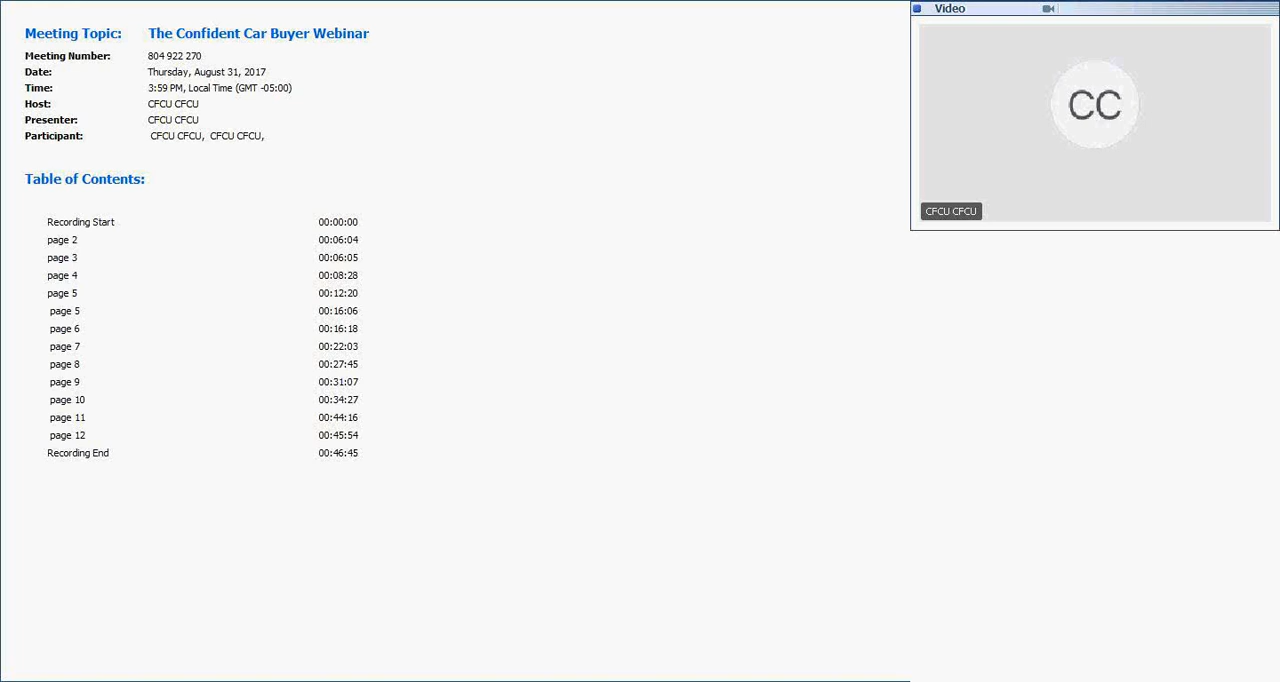 Meeting Topic: The Confident Car Buyer Webinar
Meeting Number: 804 922 270
Date: Thursday, August 31, 2017
Time: 3:59 PM, Local Time (GMT -05:00)
Host: CFCU CFCU
Presenter: CFCU CFCU
Participant: CFCU CFCU, CFCU CFCU,
Table of Contents:
Recording Start 00:00:00
page 2 00:06:04
page 3 00:06:05
page 4 00:08:28
page 5 00:12:20
page 5 00:16:06
page 6 00:16:18
page 7 00:22:03
page 8 00:27:45
page 9 00:31:07
page 10 00:34:27
page 11 00:44:16
page 12 00:45:54
Recording End 00:46:45
Video
CC
CFCU CFCU